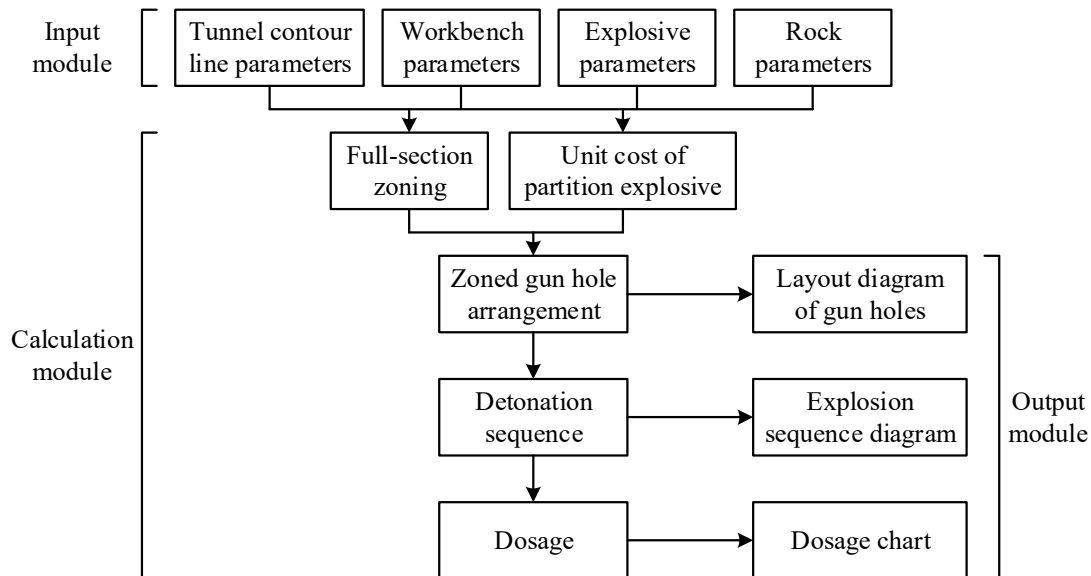 Input
module
Tunnel contour
line parameters
Workbench
parameters
Explosive
parameters
Rock
parameters
Full-section
zoning
Unit cost of
partition explosive
Calculation
module
Zoned gun hole
arrangement
Layout diagram
of gun holes
Detonation
sequence
Explosion
sequence diagram
Output
module
Dosage
Dosage chart